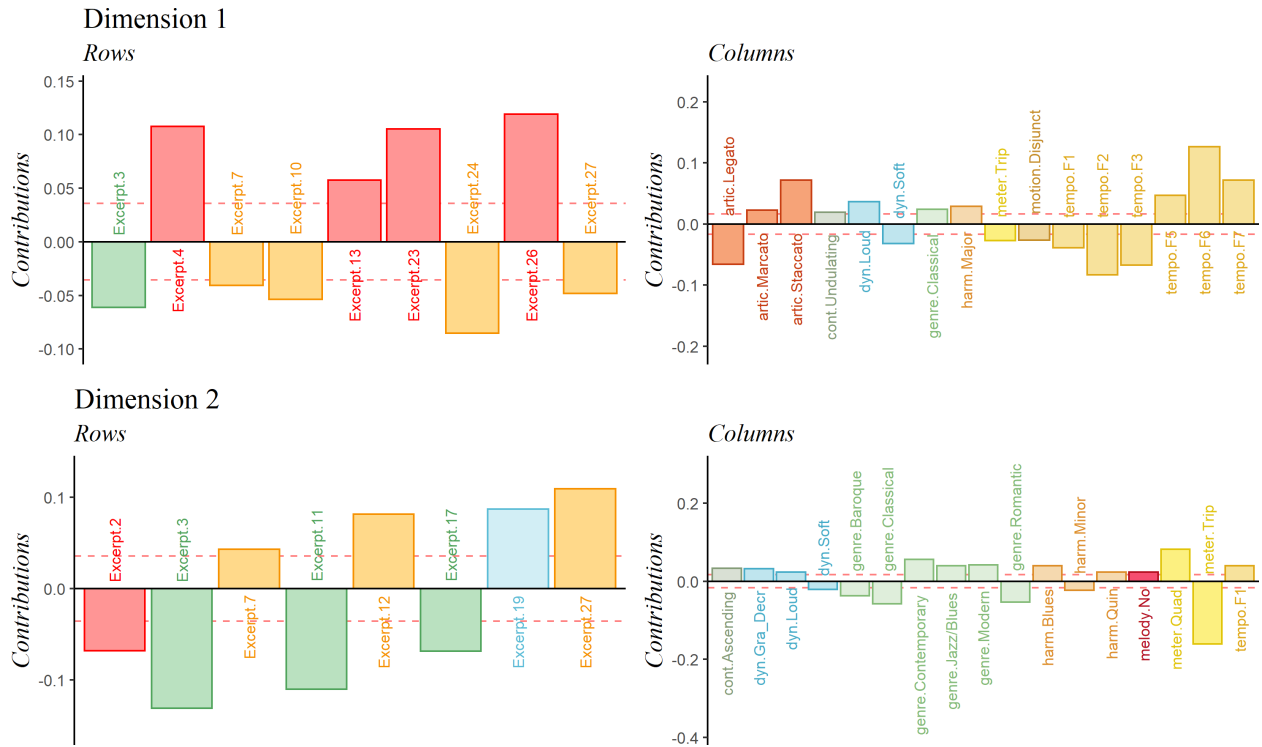 Dimension 1
Rows
Contributions
0.15
0.10
0.05
0.00
-0.05
-0.10
Excerpt.3
Excerpt.4
Excerpt.7
Excerpt.10
Excerpt.13
Excerpt.23
Excerpt.24
Excerpt.26
Excerpt.27
Columns
Contributions
0.2
0.1
0.0
-0.1
-0.2
artic.Legato
artic.Marcato
artic.Staccato
cont.Undulating
dyn.Loud
dyn.Soft
genre.Classical
harm.Major
meter.Trip
motion.Disjunct
tempo.F1
tempo.F2
tempo.F3
tempo.F5
tempo.F6
tempo.F7
Dimension 2
Rows
Contributions
0.1
0.0
-0.1
Excerpt.2
Excerpt.3
Excerpt.7
Excerpt.11
Excerpt.12
Excerpt.17
Excerpt.19
Excerpt.27
Columns
Contributions
0.2
0.0
-0.2
-0.4
cont.Ascending
dyn.Gra_Decr
dyn.Loud
dyn.Soft
genre.Baroque
genre.Classical
genre.Contemporary
genre.Jazz/Blues
genre.Modern
genre.Romantic
harm.Blues
harm.Minor
harm.Quin
melody.No
meter.Quad
meter.Trip
tempo.F1